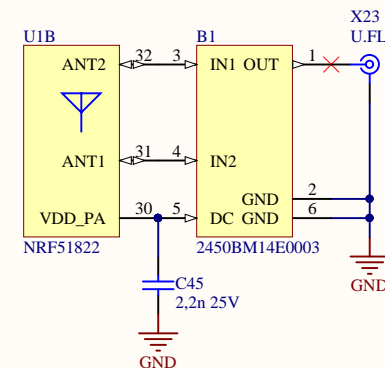 X23
U1B B1 U.FL
ANT2 32 3 IN1 OUT 1
ANT1 31 4 IN2
GND 2
VDD_PA 30 5 DC GND 6
NRF51822 2450BM14E0003
C45
2,2n 25V
GND
GND